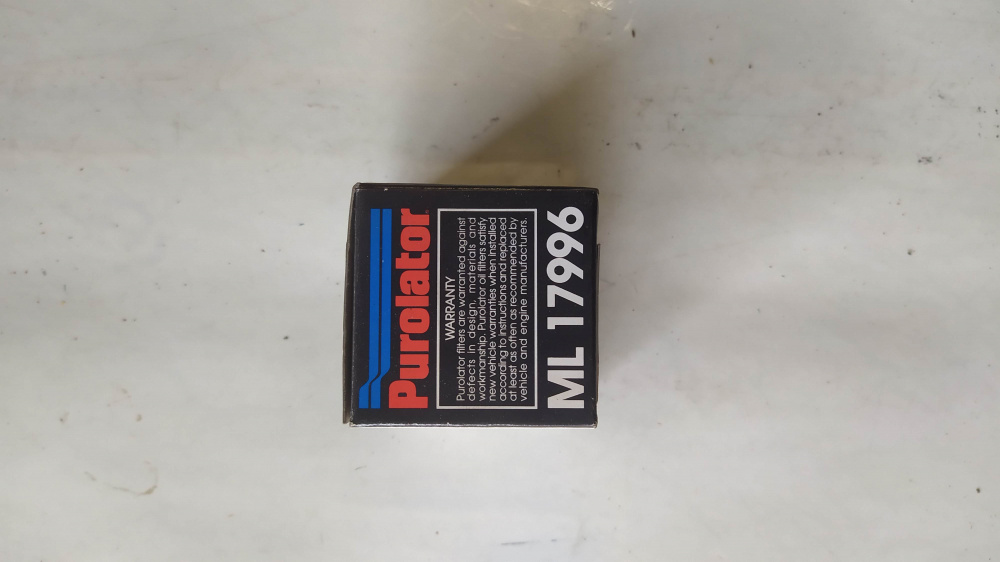 Purolator
WARRANTY
Purolator filters are warranted against
defects in design, materials and
workmanship. Purolator oil filters satisfy
new vehicle warranties when installed
according to instructions and replaced
at least as often as recommended by
vehicle and engine manufacturers.
ML 17996